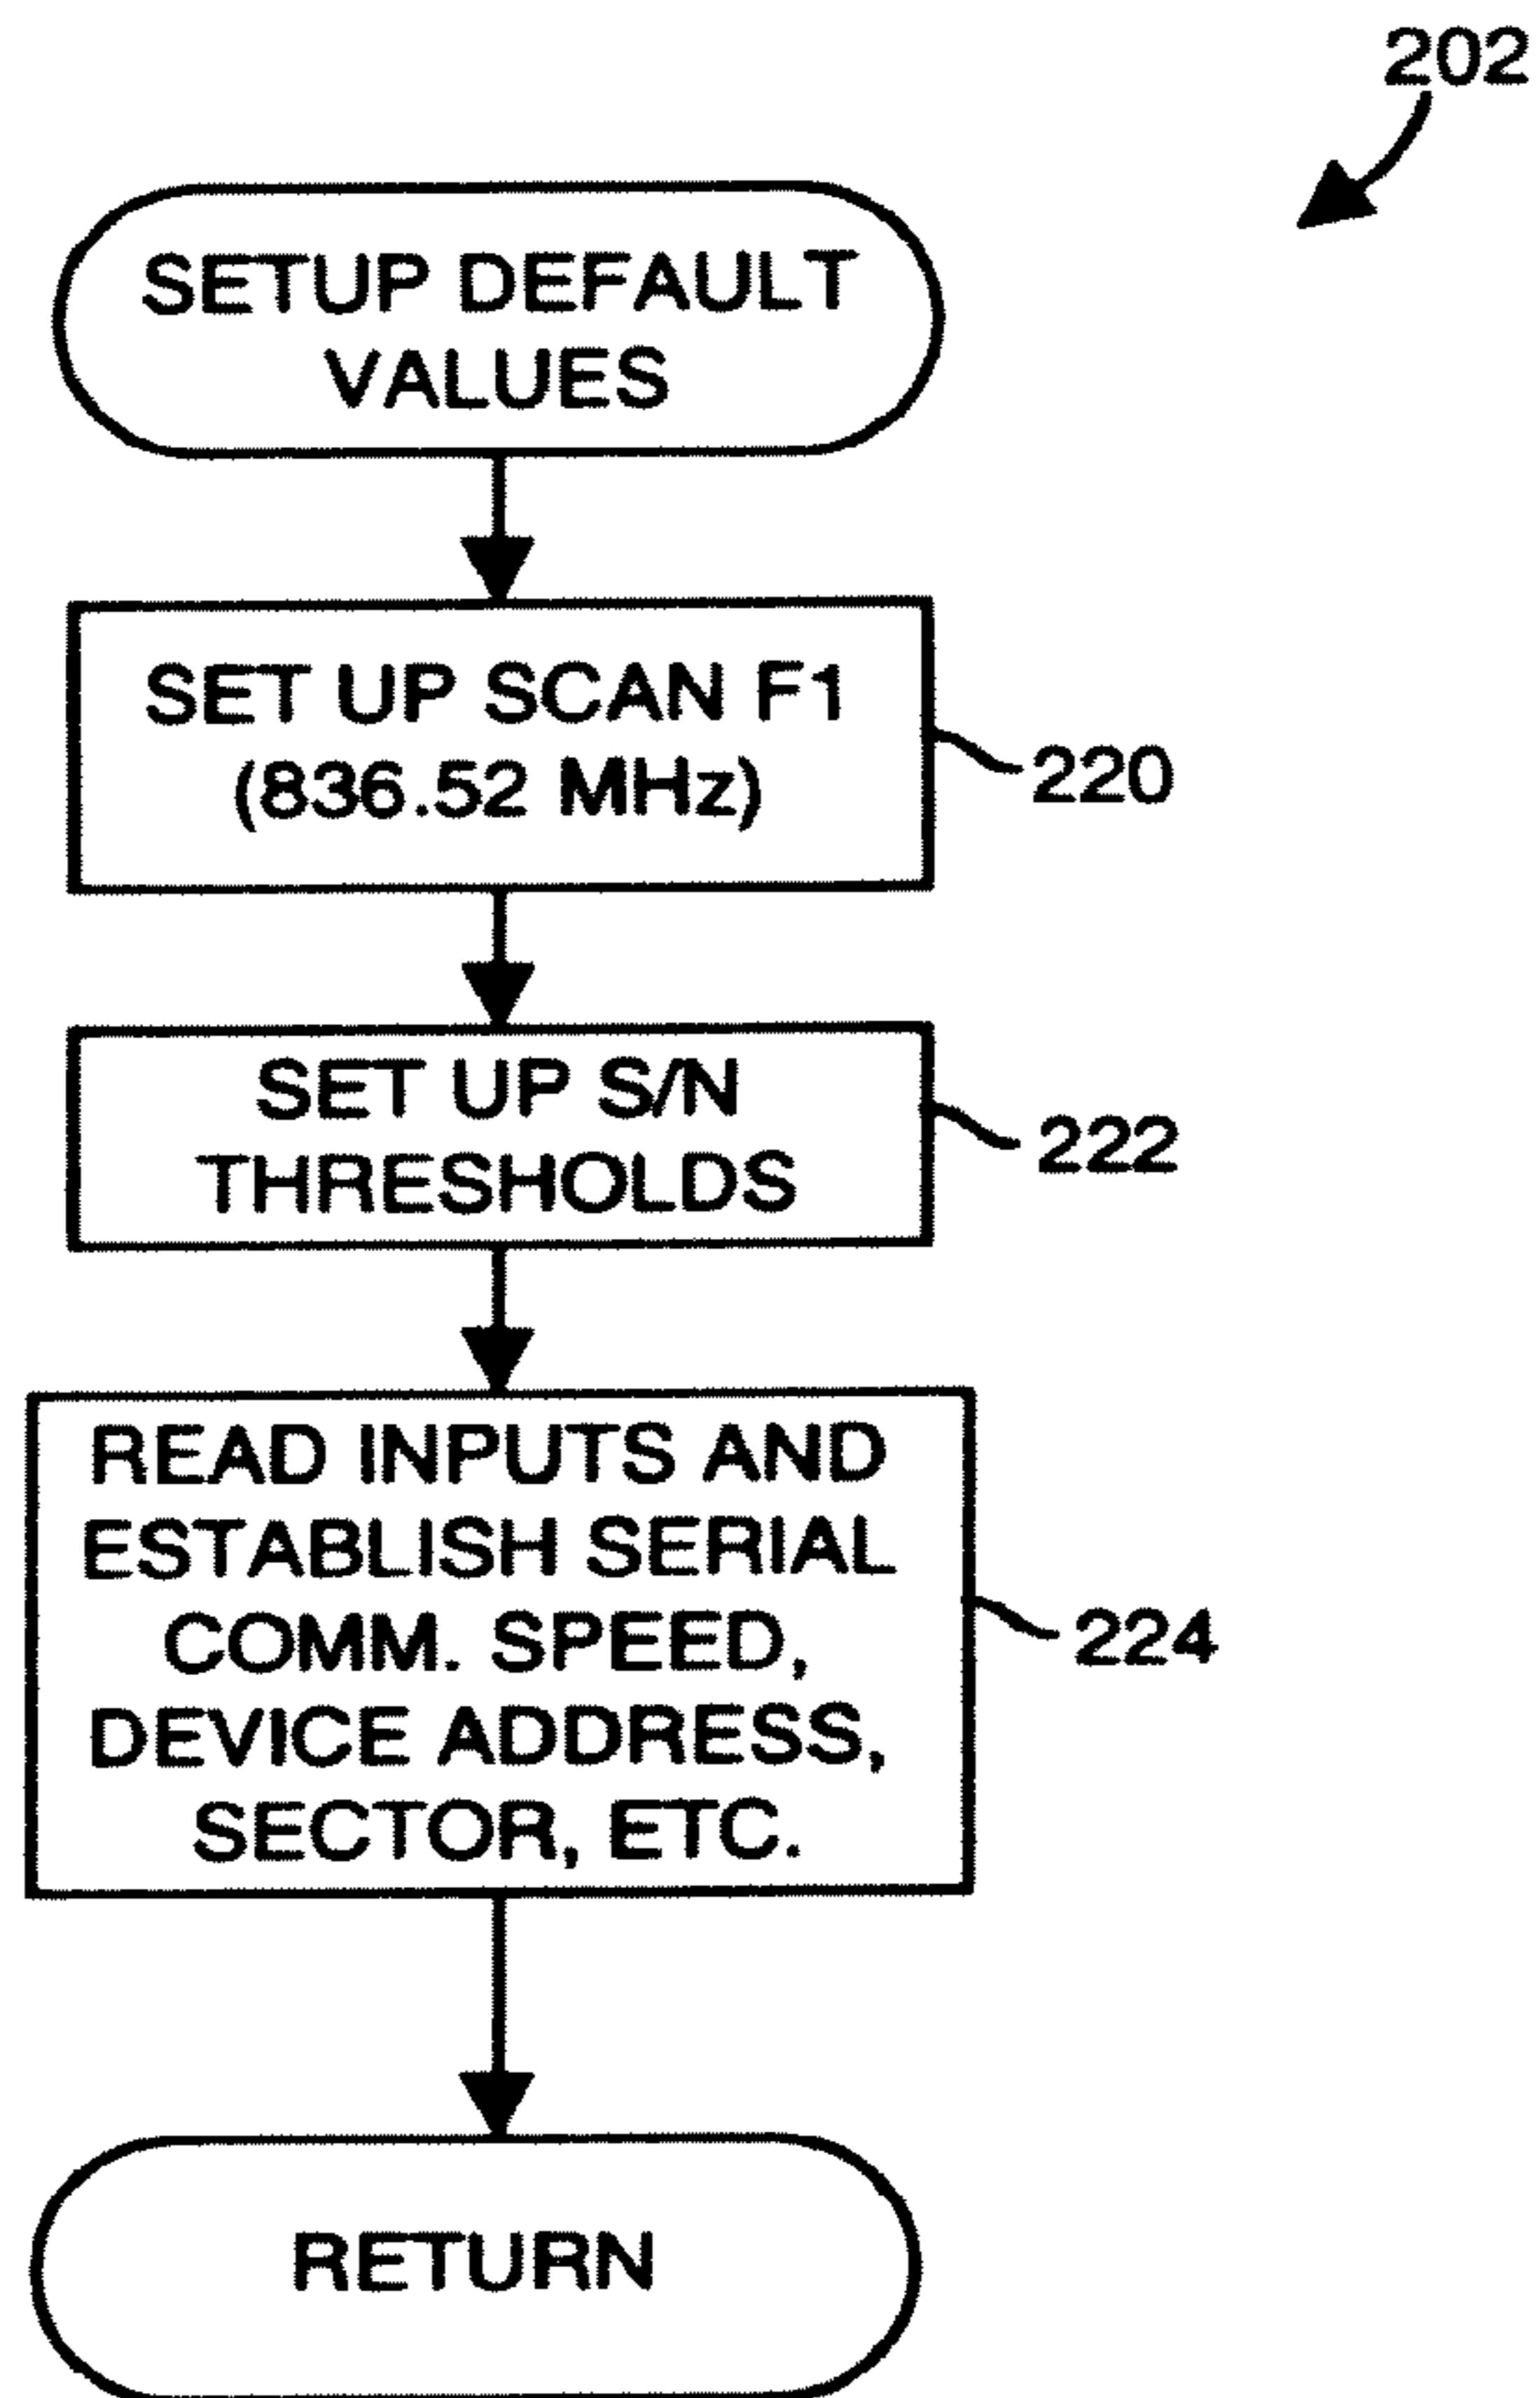 202
SETUP DEFAULT
VALUES
SET UP SCAN F1
(836.52 MHz)
220
SET UP S/N
THRESHOLDS
222
READ INPUTS AND
ESTABLISH SERIAL
COMM. SPEED,
DEVICE ADDRESS,
SECTOR, ETC.
224
RETURN